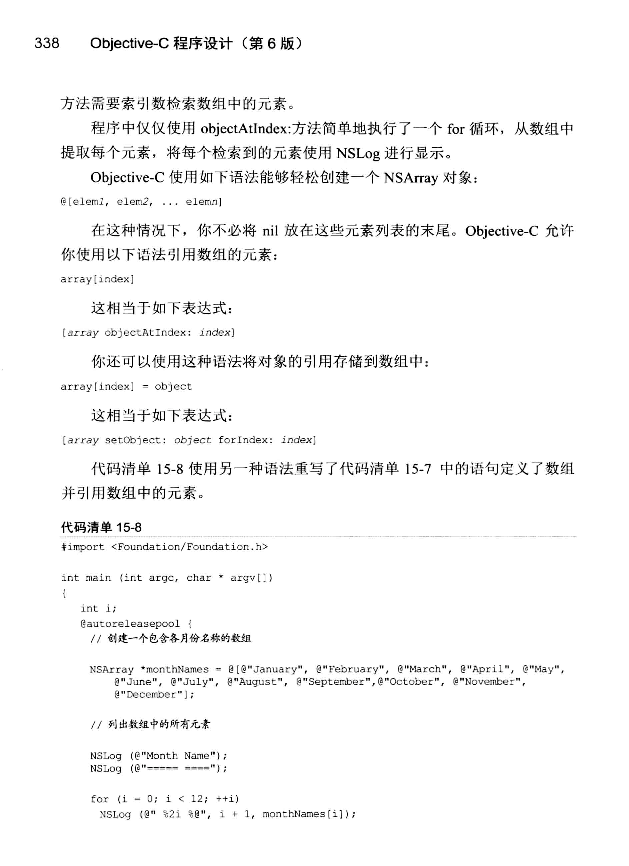 338 Objective-C 程序设计（第 6 版）
方法需要索引数检索数组中的元素。
程序中仅仅使用 objectAtIndex:方法简单地执行了一个 for 循环，从数组中
提取每个元素，将每个检索到的元素使用 NSLog 进行显示。
Objective-C 使用如下语法能够轻松创建一个 NSArray 对象：
@[elem1, elem2, ... elemn]
在这种情况下，你不必将 nil 放在这些元素列表的末尾。Objective-C 允许
你使用以下语法引用数组的元素：
array[index]
这相当于如下表达式：
[array objectAtIndex: index]
你还可以使用这种语法将对象的引用存储到数组中：
array[index] = object
这相当于如下表达式：
[array setObject: object forIndex: index]
代码清单 15-8 使用另一种语法重写了代码清单 15-7 中的语句定义了数组
并引用数组中的元素。
代码清单 15-8
#import <Foundation/Foundation.h>
int main (int argc, char * argv[])
{
int i;
@autoreleasepool {
// 创建一个包含各月份名称的数组
NSArray *monthNames = @[@"January", @"February", @"March", @"April", @"May",
@"June", @"July", @"August", @"September",@"October", @"November",
@"December"];
// 列出数组中的所有元素
NSLog (@"Month Name");
NSLog (@"===== ====");
for (i = 0; i < 12; ++i)
NSLog (@" %2i %@", i + 1, monthNames[i]);